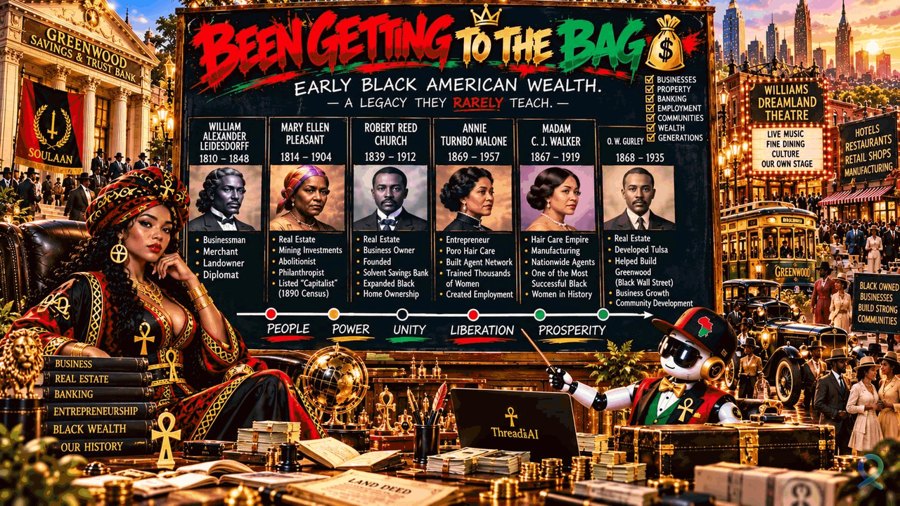 GREENWOOD
SAVINGS & TRUST BANK
SOULAAN
BEEN GETTING TO THE BAG
$
EARLY BLACK AMERICAN WEALTH.
— A LEGACY THEY RARELY TEACH. —
BUSINESSES
PROPERTY
BANKING
EMPLOYMENT
COMMUNITIES
WEALTH
GENERATIONS
WILLIAM
ALEXANDER
LEIDESDORFF
1810 – 1848
• Businessman
• Merchant
• Landowner
• Diplomat
MARY ELLEN
PLEASANT
1814 – 1904
• Real Estate
• Mining Investments
• Abolitionist
• Philanthropist
• Listed "Capitalist"
(1890 Census)
ROBERT REED
CHURCH
1839 – 1912
• Real Estate
• Business Owner
• Founded
Solvent Savings Bank
• Expanded Black
Home Ownership
ANNIE
TURNBO MALONE
1869 – 1957
• Entrepreneur
• Poro Hair Care
• Built Agent Network
• Trained Thousands
of Women
• Created Employment
MADAM
C. J. WALKER
1867 – 1919
• Hair Care Empire
• Manufacturing
• Nationwide Agents
• One of the Most
Successful Black
Women in History
O. W. GURLEY
1868 – 1935
• Real Estate
• Developed Tulsa
• Helped Build
Greenwood
(Black Wall Street)
• Business Growth
• Community Development
PEOPLE
POWER
UNITY
LIBERATION
PROSPERITY
WILLIAMS
DREAMLAND
THEATRE
LIVE MUSIC
FINE DINING
CULTURE
OUR OWN STAGE
HOTELS
RESTAURANTS
RETAIL SHOPS
MANUFACTURING
GREENWOOD
BLACK OWNED
BUSINESSES
BUILD STRONG
COMMUNITIES
BUSINESS
REAL ESTATE
BANKING
ENTREPRENEURSHIP
BLACK WEALTH
OUR HISTORY
ThreadiAI
LAND DEED